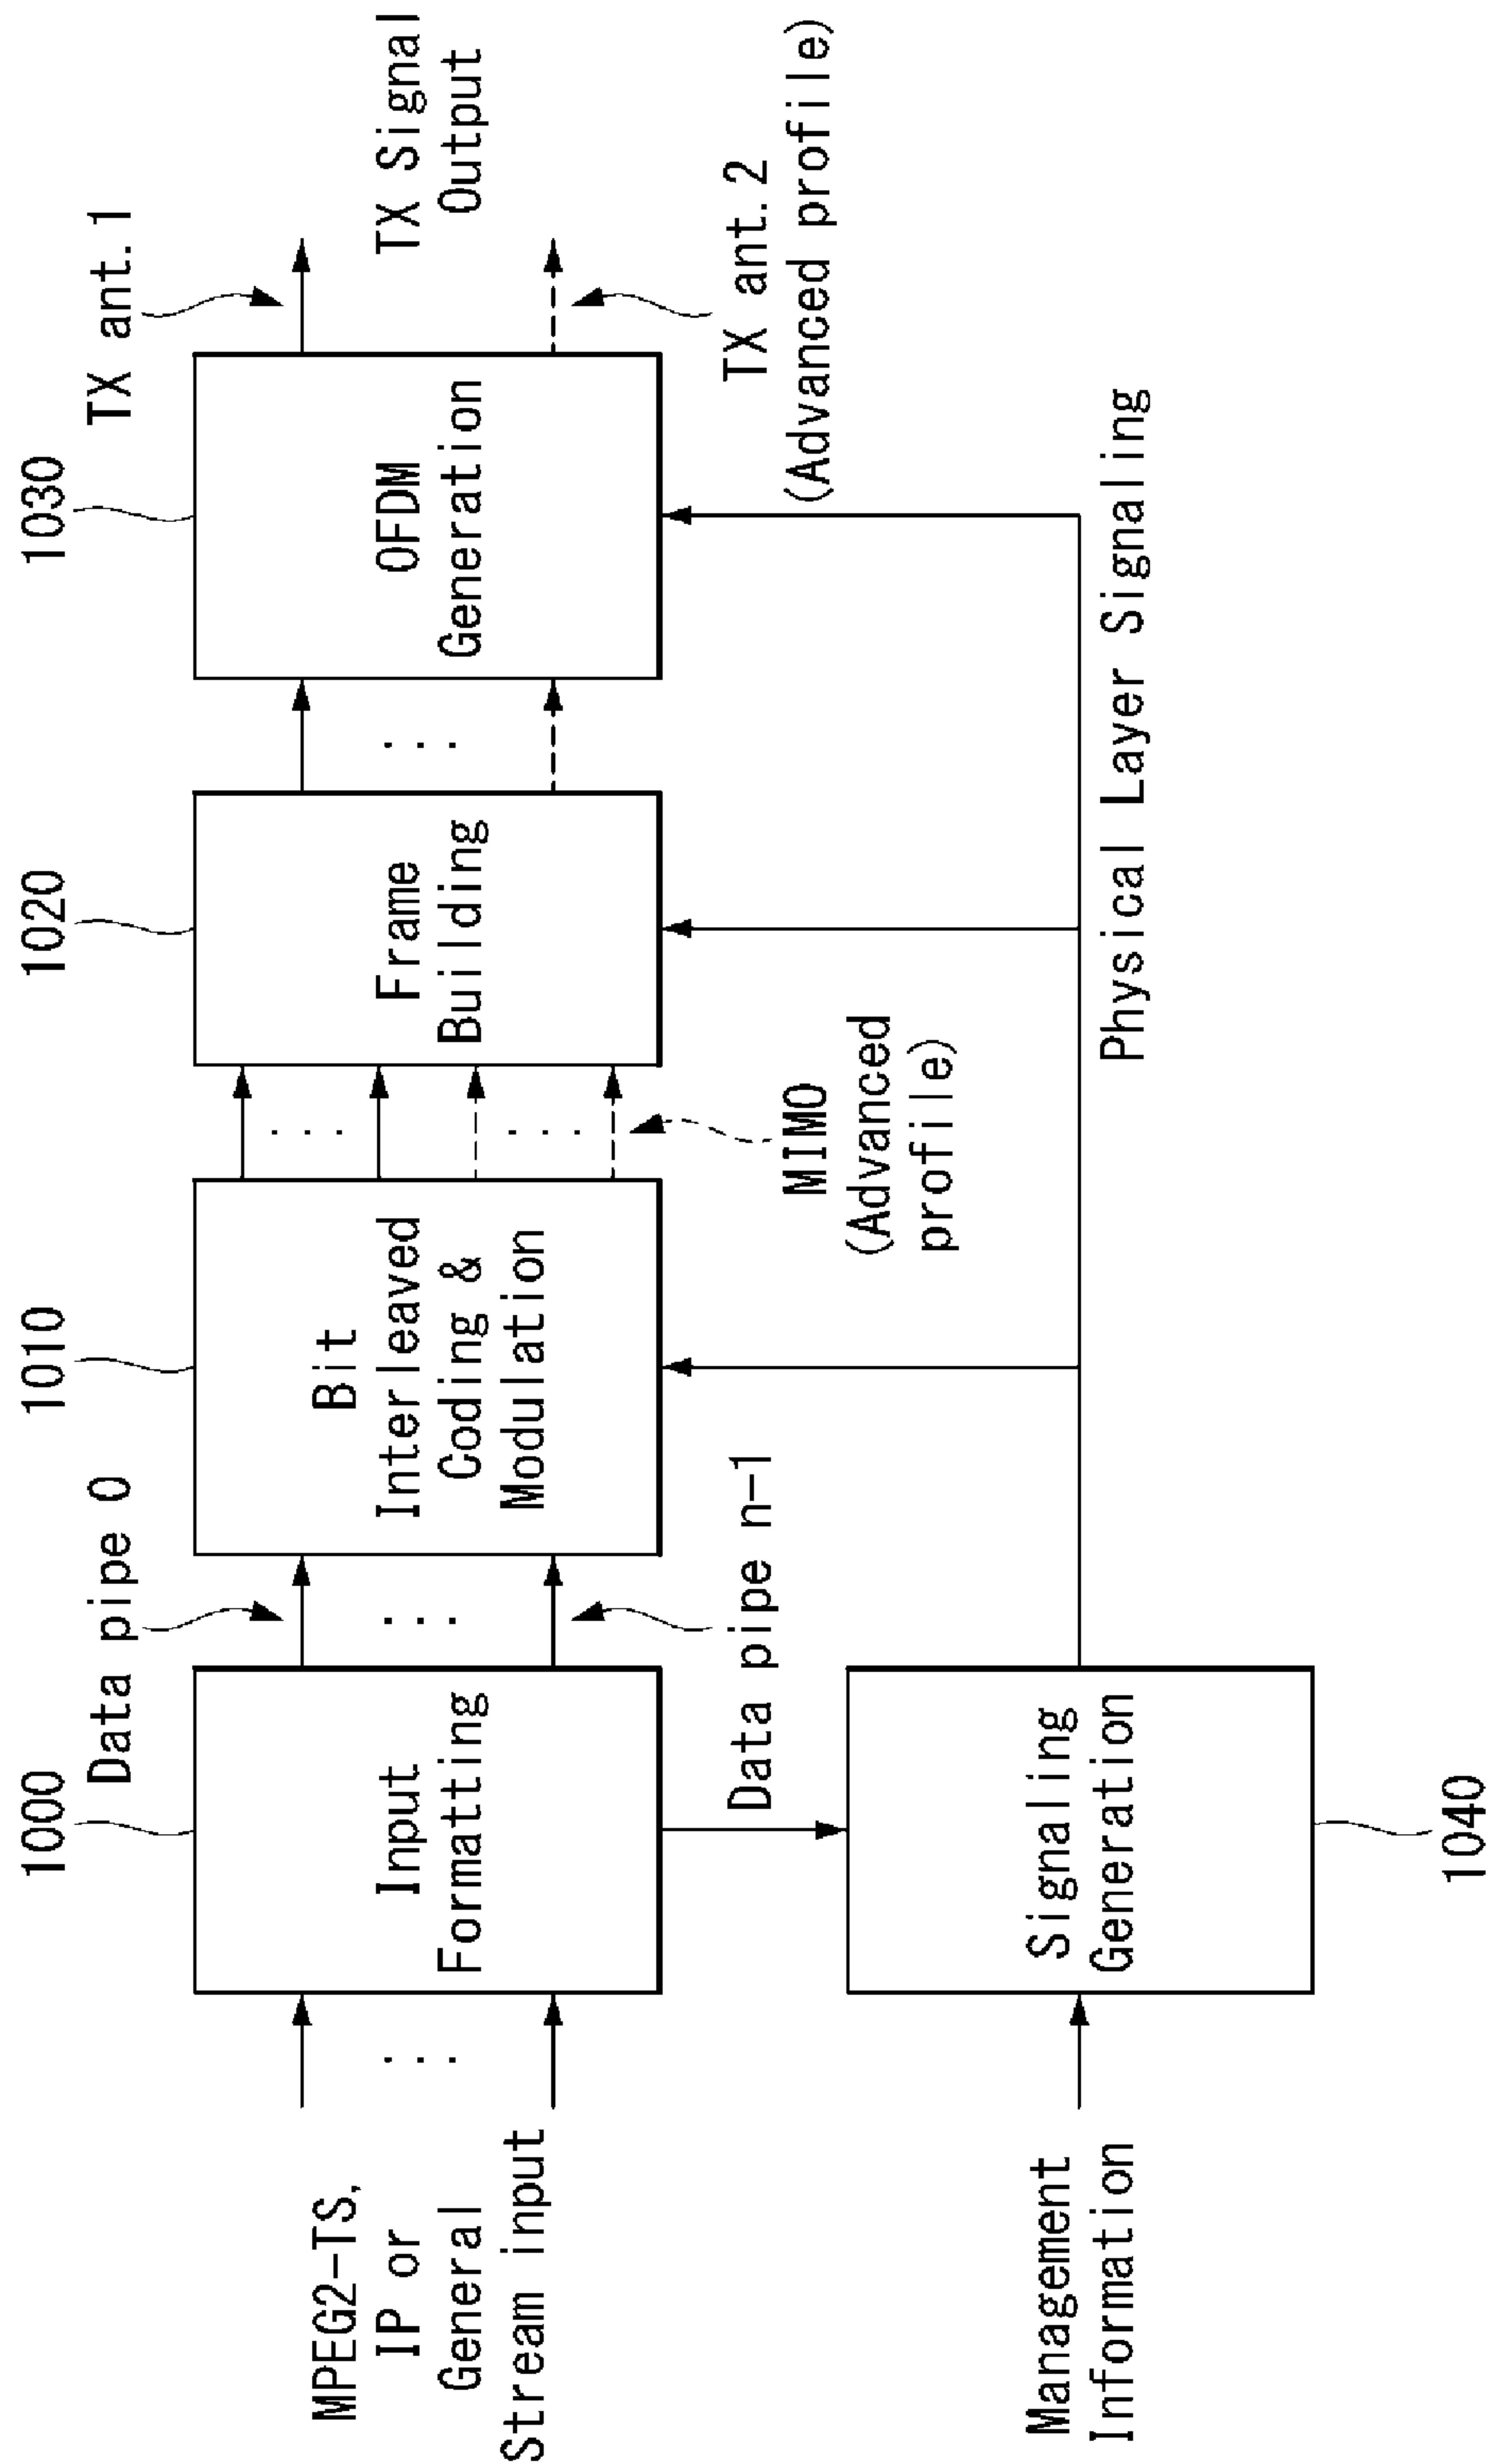 1000
1010
1020
1030
Data pipe 0
TX ant.1
MPEG2-TS,
IP or
General
Stream input
Input
Formatting
Bit
Interleaved
Coding &
Modulation
Frame
Building
OFDM
Generation
TX Signal
Output
Data pipe n-1
MIMO
(Advanced
profile)
TX ant.2
(Advanced profile)
Management
Information
Signaling
Generation
Physical Layer Signaling
1040